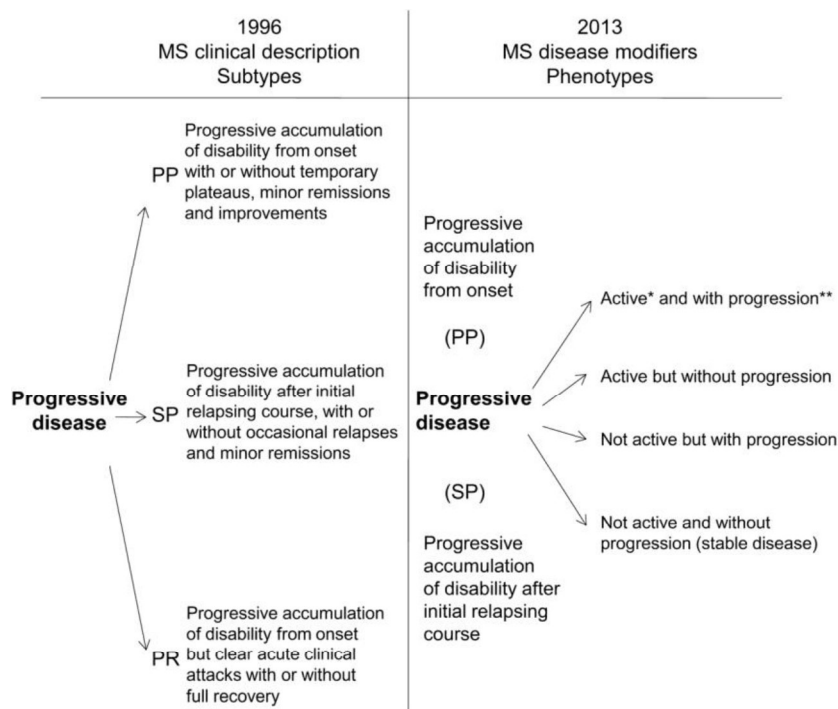 1996
MS clinical description
Subtypes
2013
MS disease modifiers
Phenotypes
Progressive accumulation
of disability from onset
PP with or without temporary
plateaus, minor remissions
and improvements
Progressive
disease
Progressive accumulation
of disability after initial
SP relapsing course, with or
without occasional relapses
and minor remissions
Progressive accumulation
of disability from onset
PR but clear acute clinical
attacks with or without
full recovery
Progressive
accumulation
of disability
from onset
(PP)
Progressive
disease
(SP)
Progressive
accumulation
of disability after
initial relapsing
course
Active* and with progression**
Active but without progression
Not active but with progression
Not active and without
progression (stable disease)